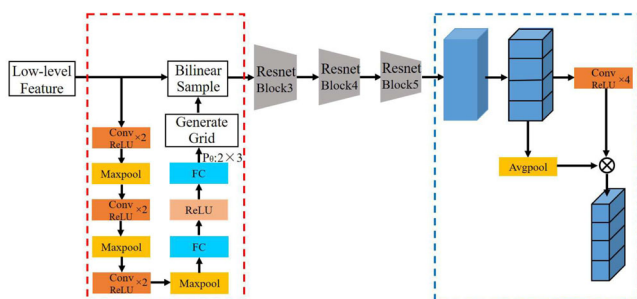 Low-level
Feature
Bilinear
Sample
Generate
Grid
Pθ:2×3
FC
ReLU
FC
Maxpool
Conv
ReLU ×2
Maxpool
Conv
ReLU ×2
Maxpool
Conv
ReLU ×2
Resnet
Block3
Resnet
Block4
Resnet
Block5
Conv
ReLU ×4
Avgpool